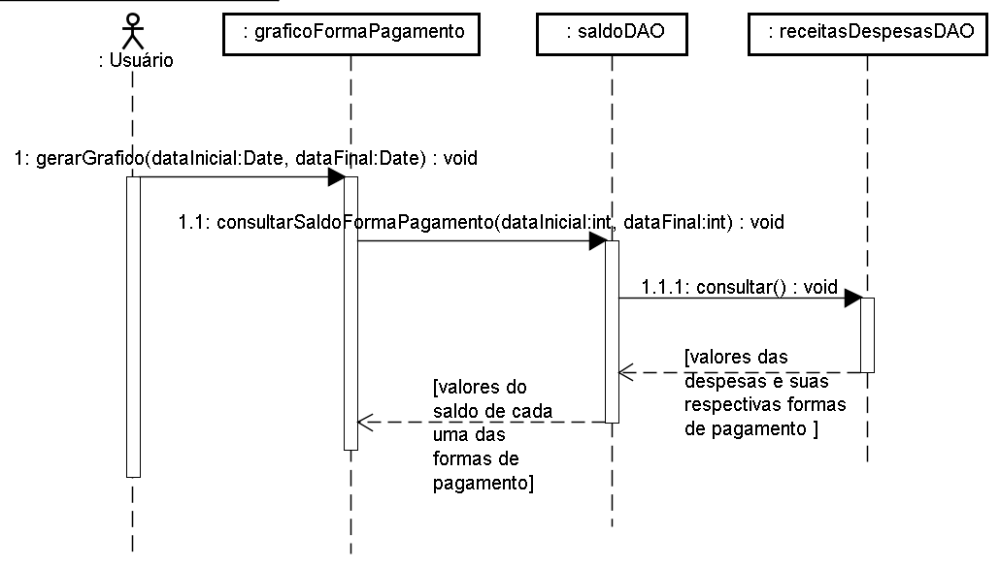 : Usuário
: graficoFormaPagamento
: saldoDAO
: receitasDespesasDAO
1: gerarGrafico(dataInicial:Date, dataFinal:Date) : void
1.1: consultarSaldoFormaPagamento(dataInicial:int, dataFinal:int) : void
1.1.1: consultar() : void
[valores das
despesas e suas
respectivas formas
de pagamento ]
[valores do
saldo de cada
uma das
formas de
pagamento]